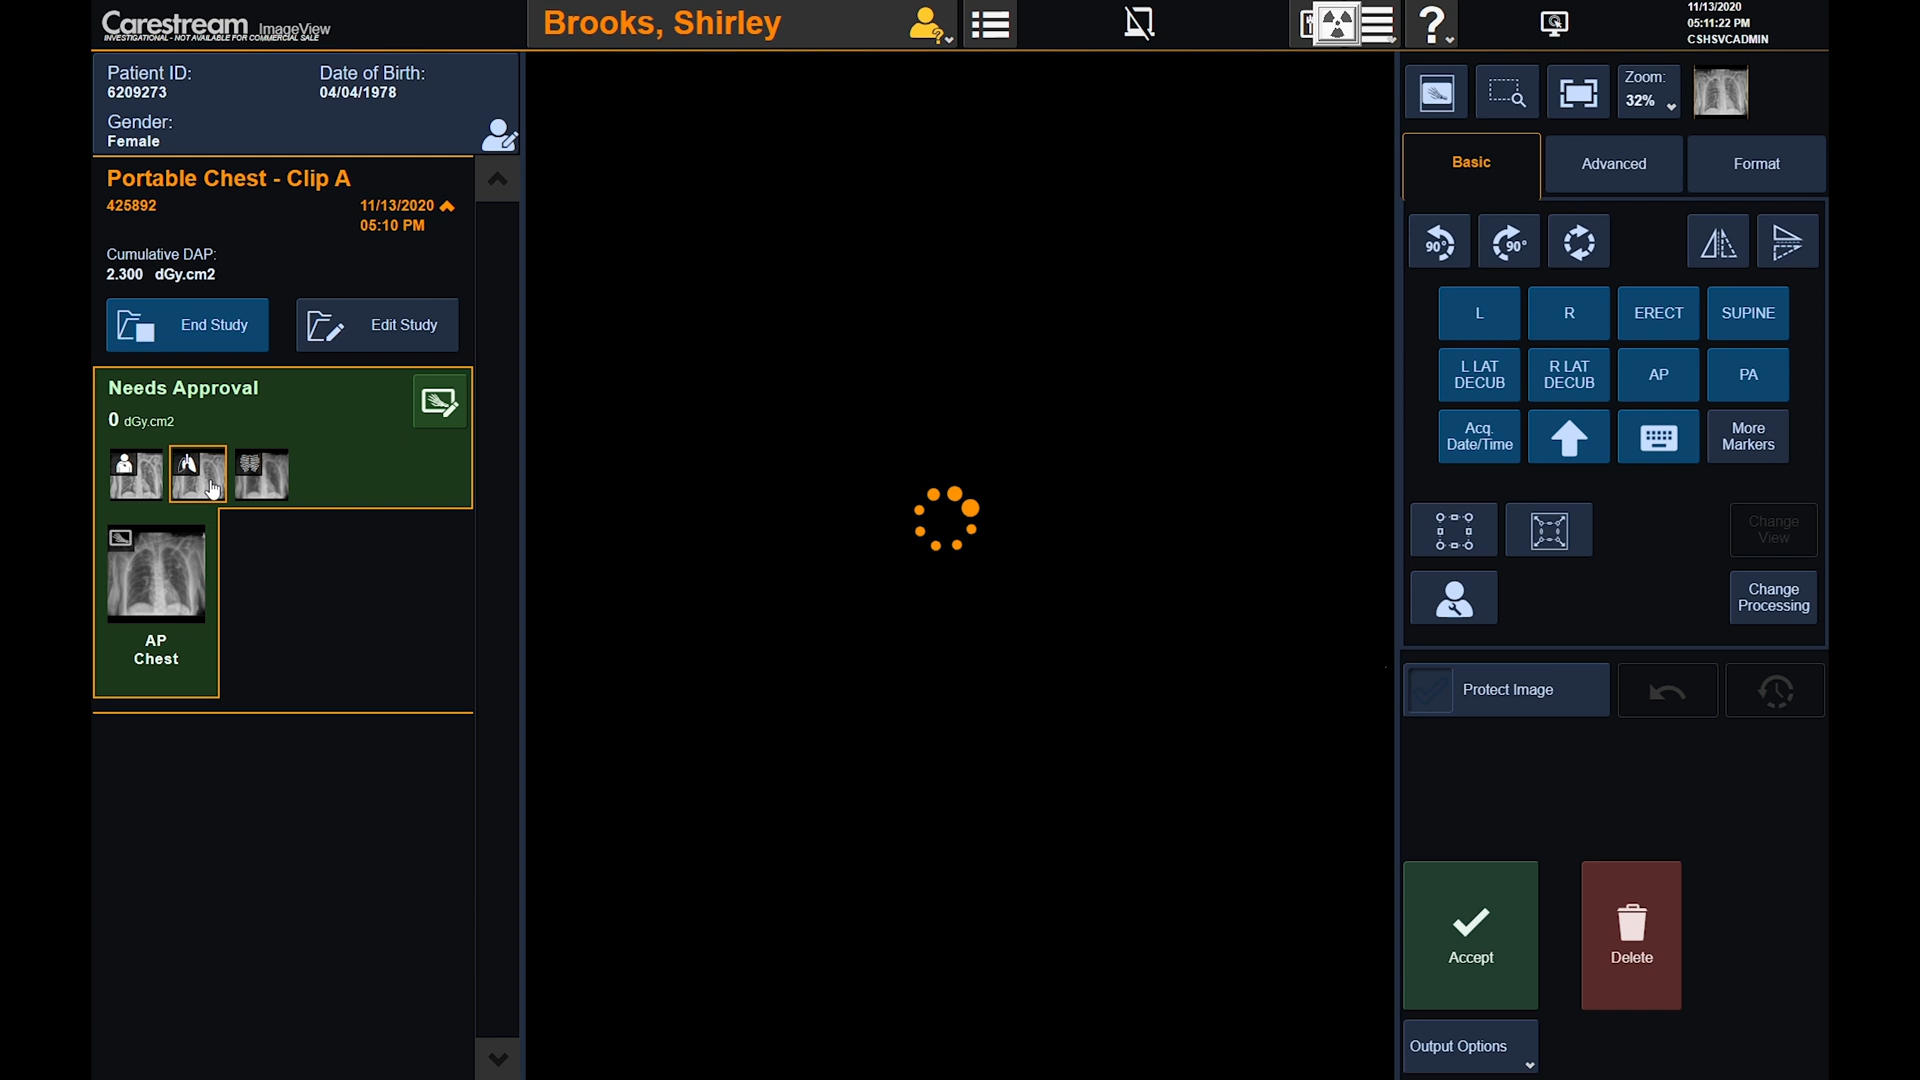 Carestream ImageView
INVESTIGATIONAL - NOT AVAILABLE FOR COMMERCIAL SALE
Brooks, Shirley
?
?
11/13/2020
05:11:22 PM
CSHSVCADMIN
Patient ID:
6209273
Date of Birth:
04/04/1978
Gender:
Female
Portable Chest - Clip A
425892
11/13/2020
05:10 PM
Cumulative DAP:
2.300 dGy.cm2
End Study
Edit Study
Needs Approval
0 dGy.cm2
AP
Chest
Zoom:
32%
Basic
Advanced
Format
90°
90°
L
R
ERECT
SUPINE
L LAT
DECUB
R LAT
DECUB
AP
PA
Acq.
Date/Time
More
Markers
Change
View
Change
Processing
Protect Image
Accept
Delete
Output Options